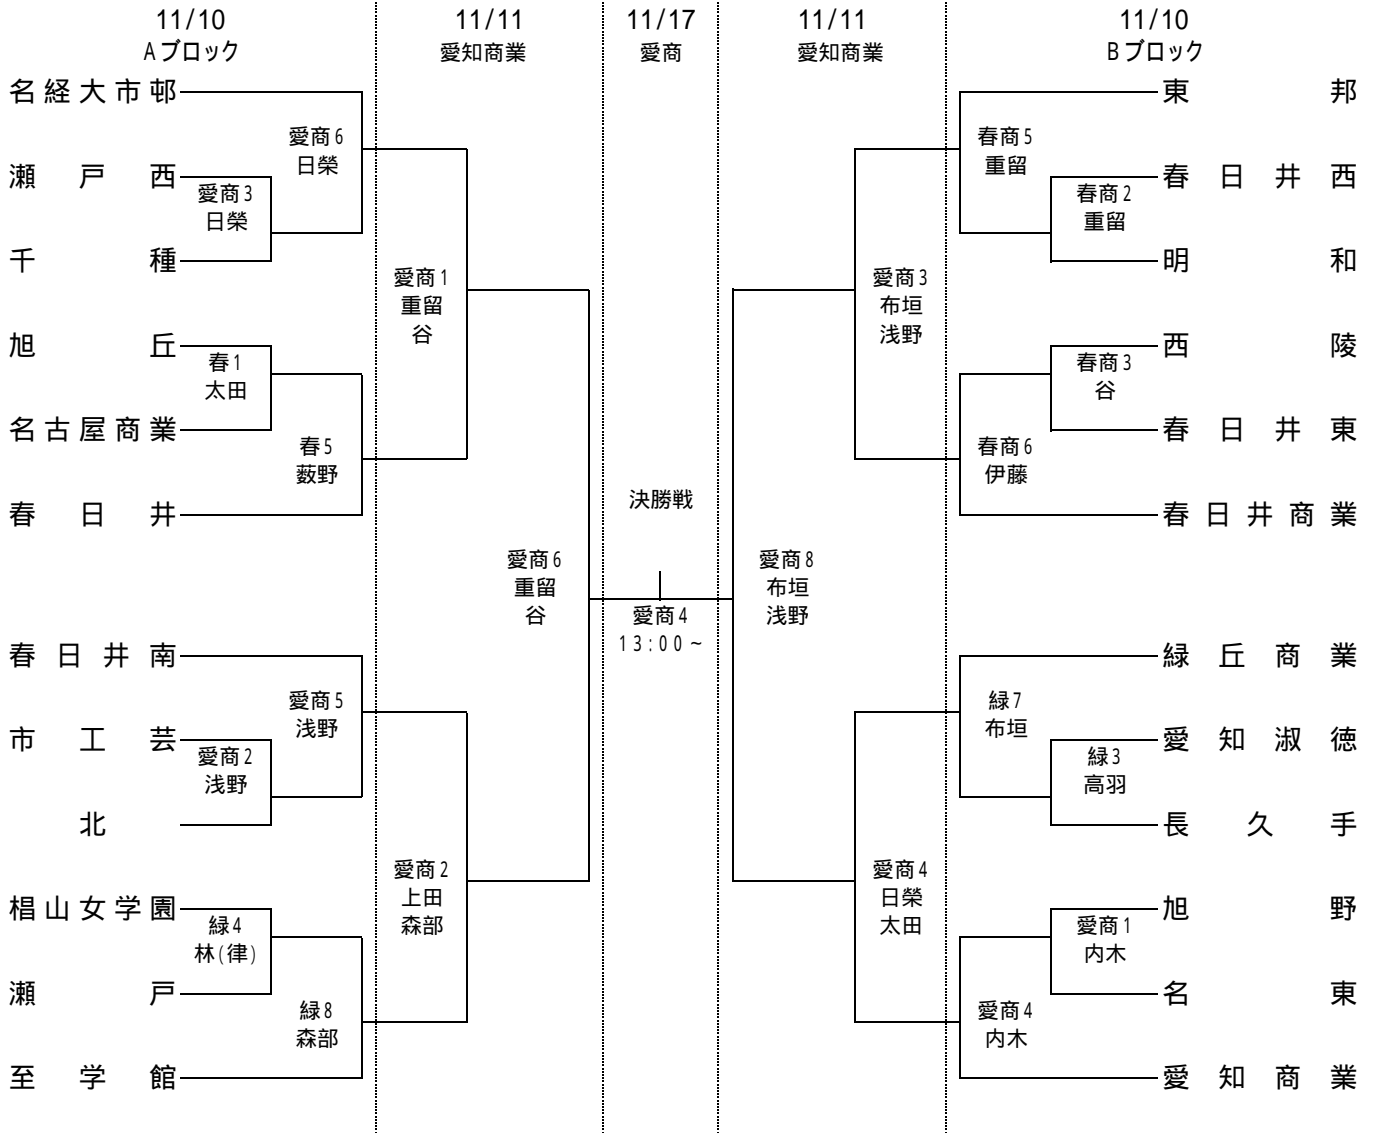 11/10
Aブロック
11/11
愛知商業
11/17
愛商
11/11
愛知商業
11/10
Bブロック
名経大市邨
瀬戸西
千種
旭丘
名古屋商業
春日井
春日井南
市工芸
北
椙山女学園
瀬戸
至学館
愛商3
日榮
春1
太田
愛商2
浅野
緑4
林(律)
愛商6
日榮
春5
薮野
愛商5
浅野
緑8
森部
愛商1
重留
谷
愛商2
上田
森部
愛商6
重留
谷
決勝戦
愛商4
13:00~
愛商8
布垣
浅野
愛商3
布垣
浅野
愛商4
日榮
太田
春商5
重留
春商6
伊藤
緑7
布垣
愛商4
内木
春商2
重留
春商3
谷
緑3
高羽
愛商1
内木
東邦
春日井西
明和
西陵
春日井東
春日井商業
緑丘商業
愛知淑徳
長久手
旭野
名東
愛知商業